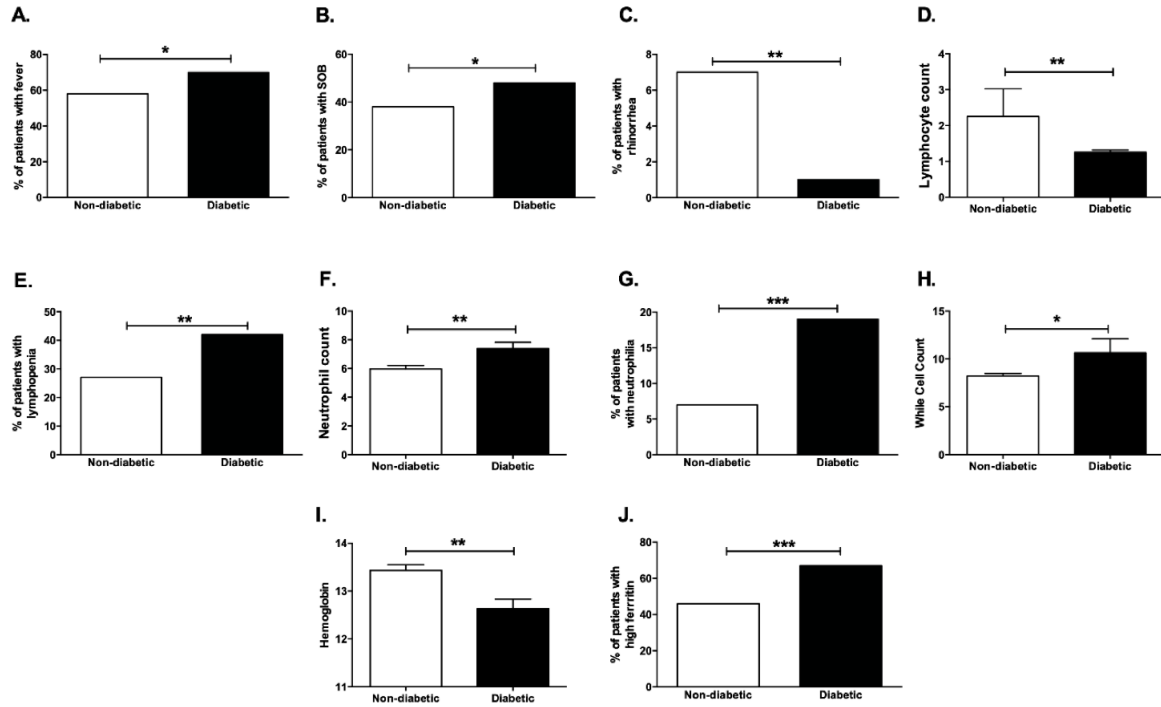 A.
% of patients with fever
80
60
40
20
0
*
Non-diabetic Diabetic
B.
% of patients with SOB
60
40
20
0
*
Non-diabetic Diabetic
C.
% of patients with
rhinorrhea
8
6
4
2
0
**
Non-diabetic Diabetic
D.
Lymphocyte count
4
3
2
1
0
**
Non-diabetic Diabetic
E.
% of patients with
lymphopenia
50
40
30
20
10
0
**
Non-diabetic Diabetic
F.
Neutrophil count
10
8
6
4
2
0
**
Non-diabetic Diabetic
G.
% of patients
with neutrophilia
20
15
10
5
0
***
Non-diabetic Diabetic
H.
While Cell Count
15
10
5
0
*
Non-diabetic Diabetic
I.
Hemoglobin
14
13
12
11
**
Non-diabetic Diabetic
J.
% of patients with
high ferrritin
80
60
40
20
0
***
Non-diabetic Diabetic